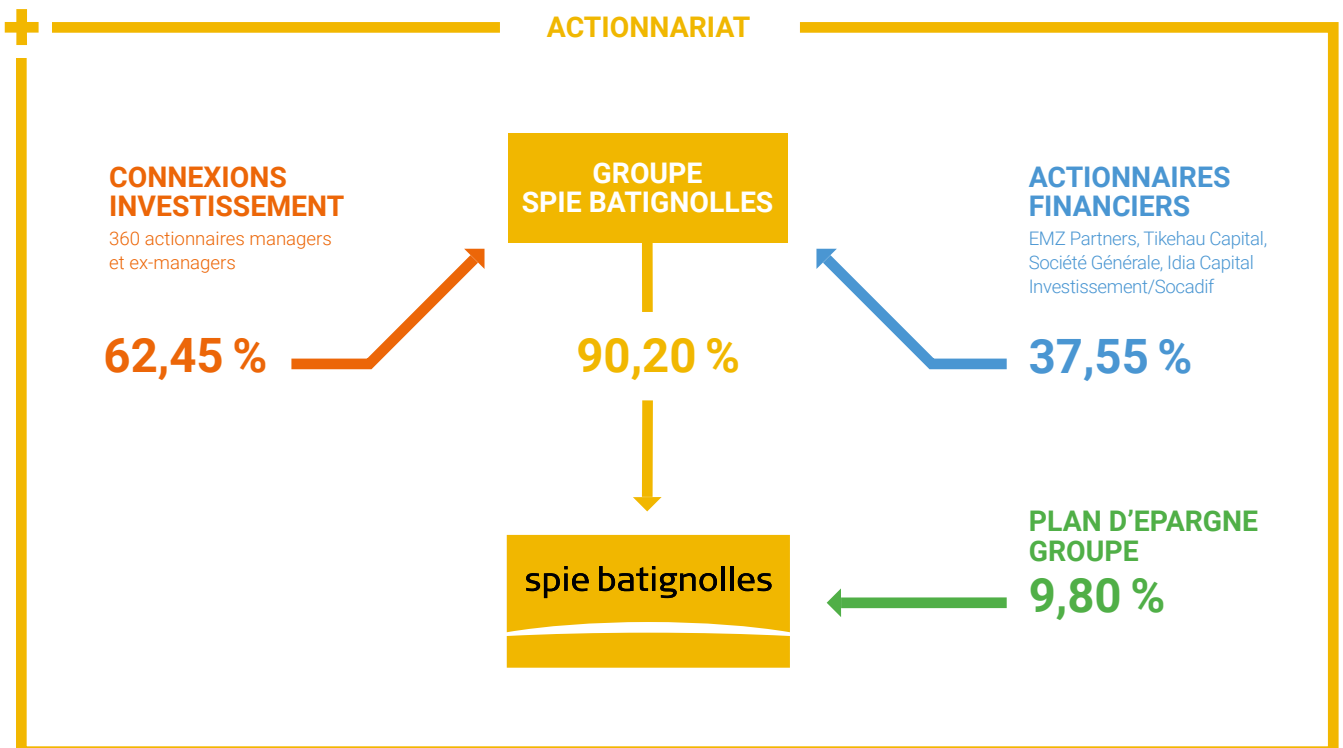 ACTIONNARIAT
CONNEXIONS
INVESTISSEMENT
360 actionnaires managers
et ex-managers
62,45 %
GROUPE
SPIE BATIGNOLLES
90,20 %
ACTIONNAIRES
FINANCIERS
EMZ Partners, Tikehau Capital,
Société Générale, Idia Capital
Investissement/Socadif
37,55 %
spie batignolles
PLAN D’EPARGNE
GROUPE
9,80 %